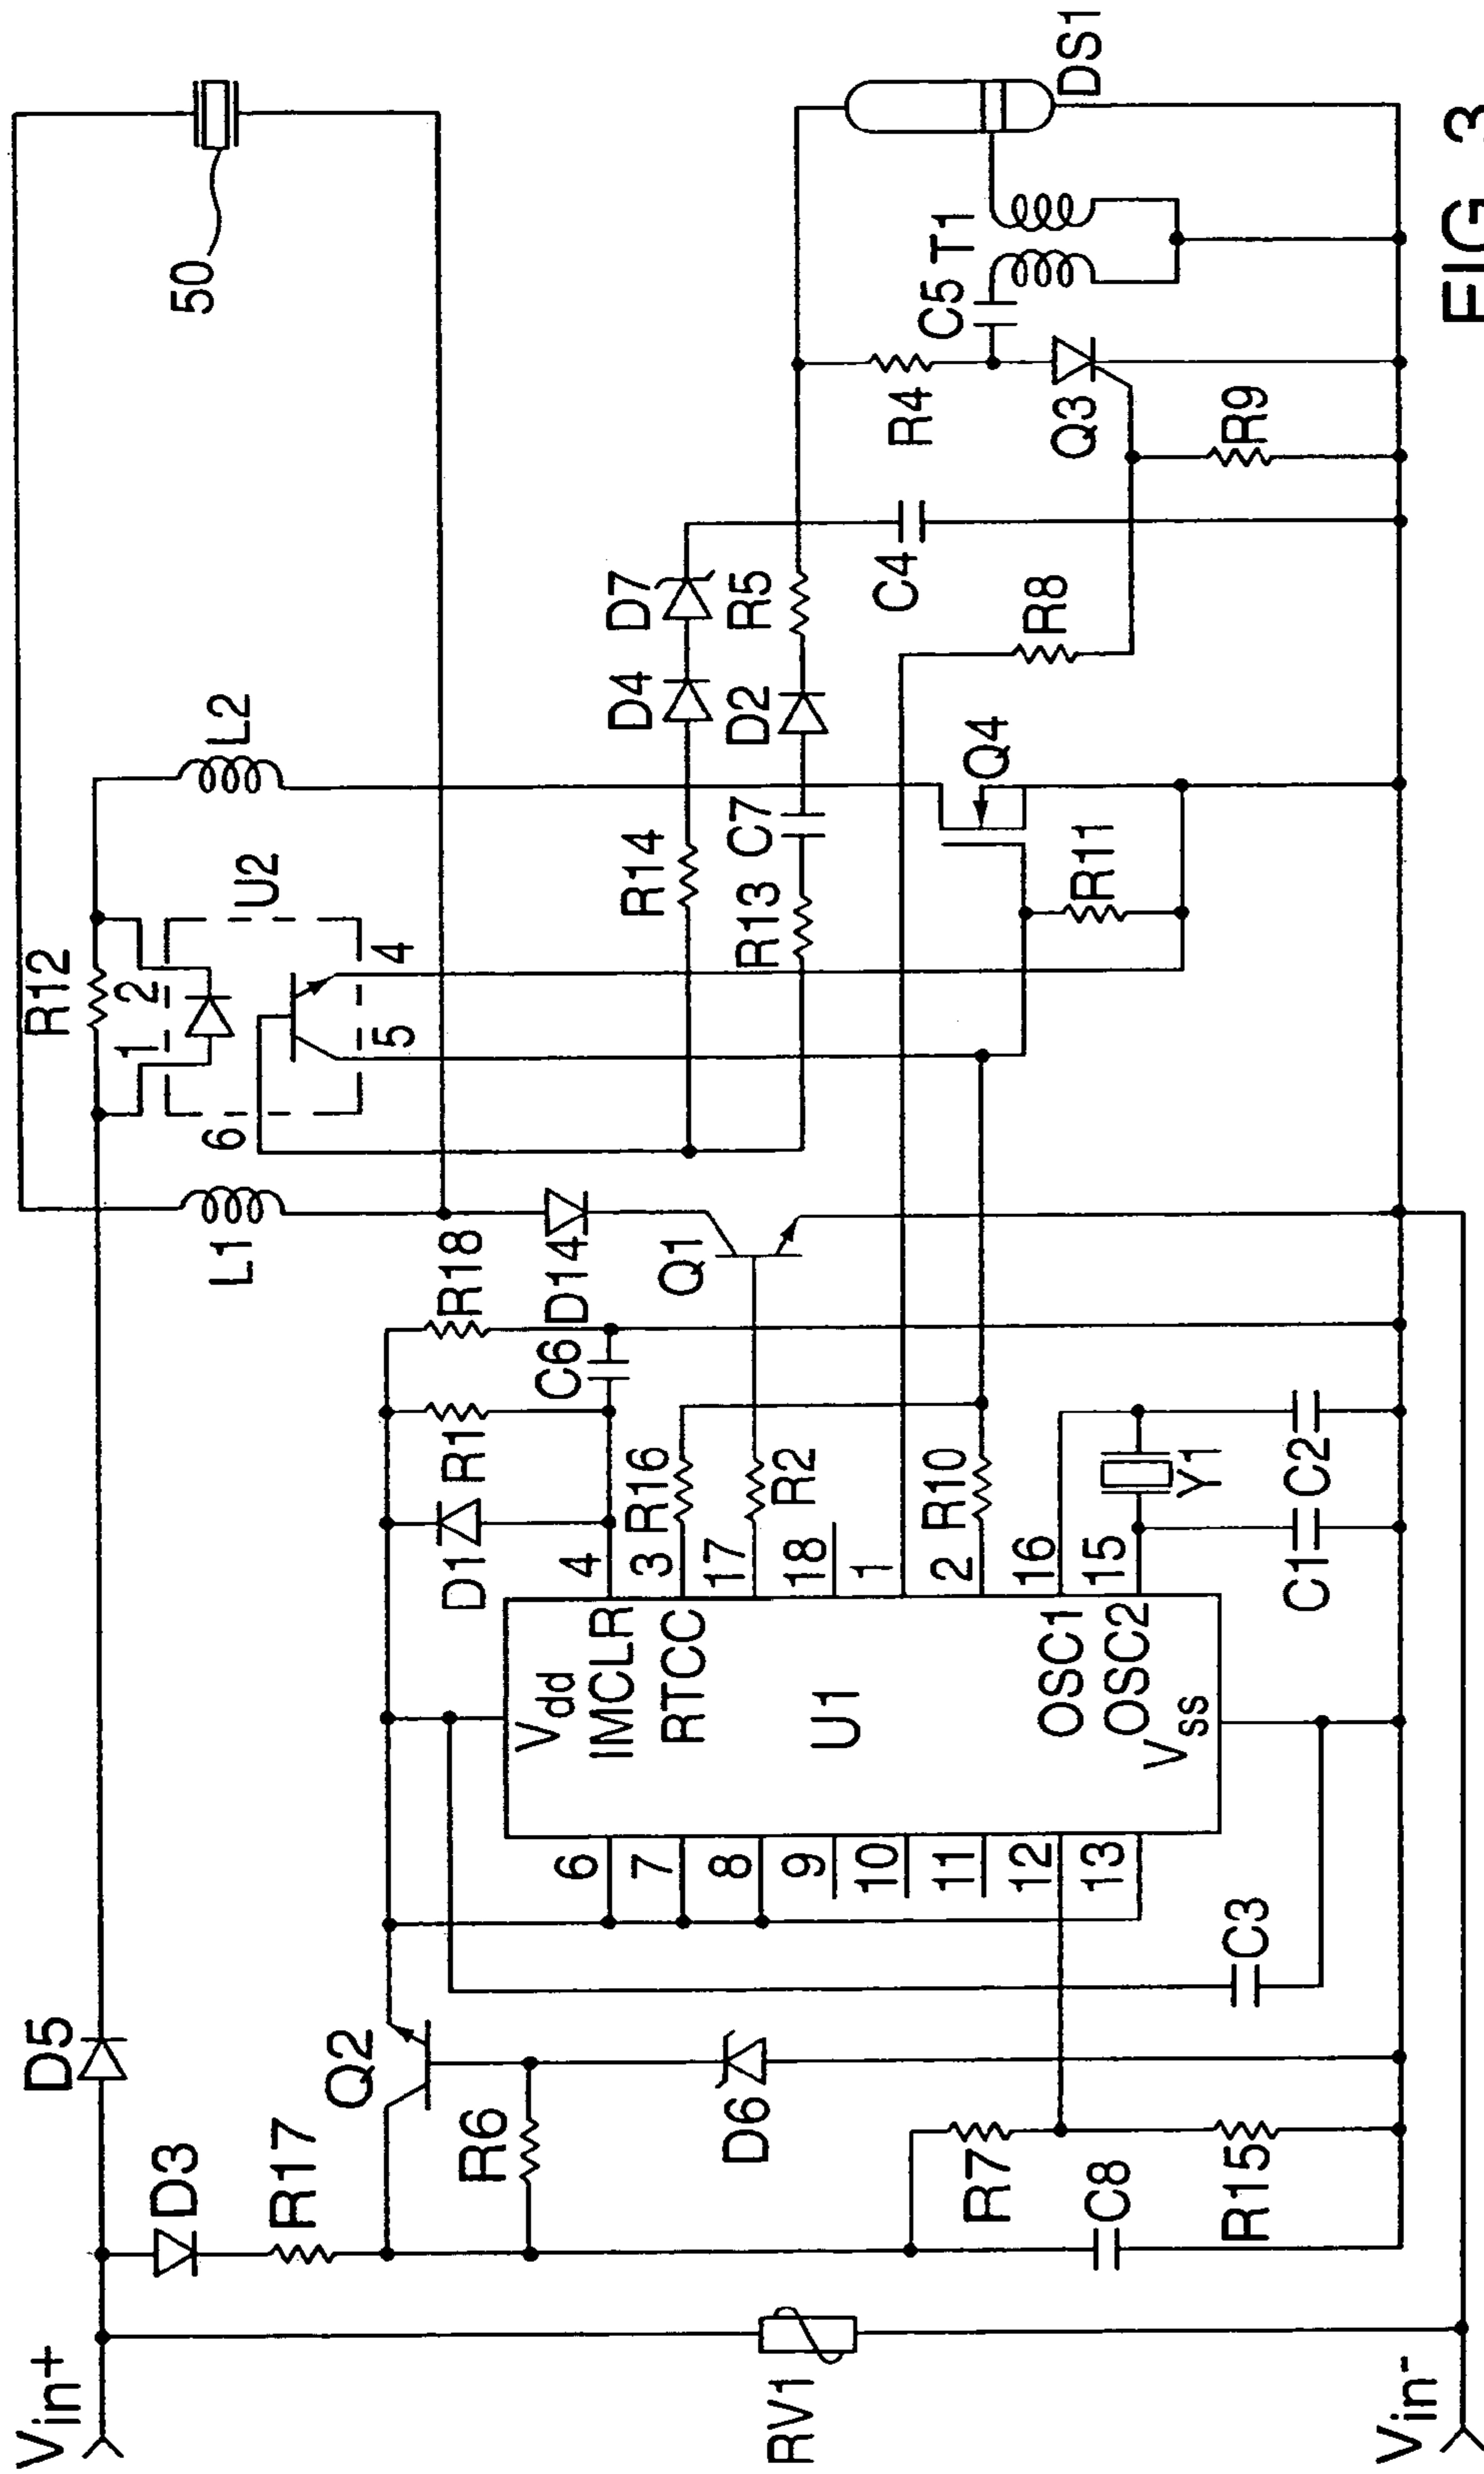 50
R12
L1
R18
D14
Q1
1
2
6
5
4
U2
L2
R14
R13
C7
D4
D7
D2
R5
C4
R4
C5
T1
DS1
Q3
R9
R8
Q4
R11
Vin+
D5
D3
R17
Q2
R6
D6
RV1
R7
C8
R15
C3
D1
R1
C6
R16
R2
R10
Y1
C1
C2
Vdd
IMCLR
RTCC
U1
OSC1
OSC2
Vss
4
3
17
18
1
2
16
15
6
7
8
9
10
11
12
13
Vin-
FIG. 3